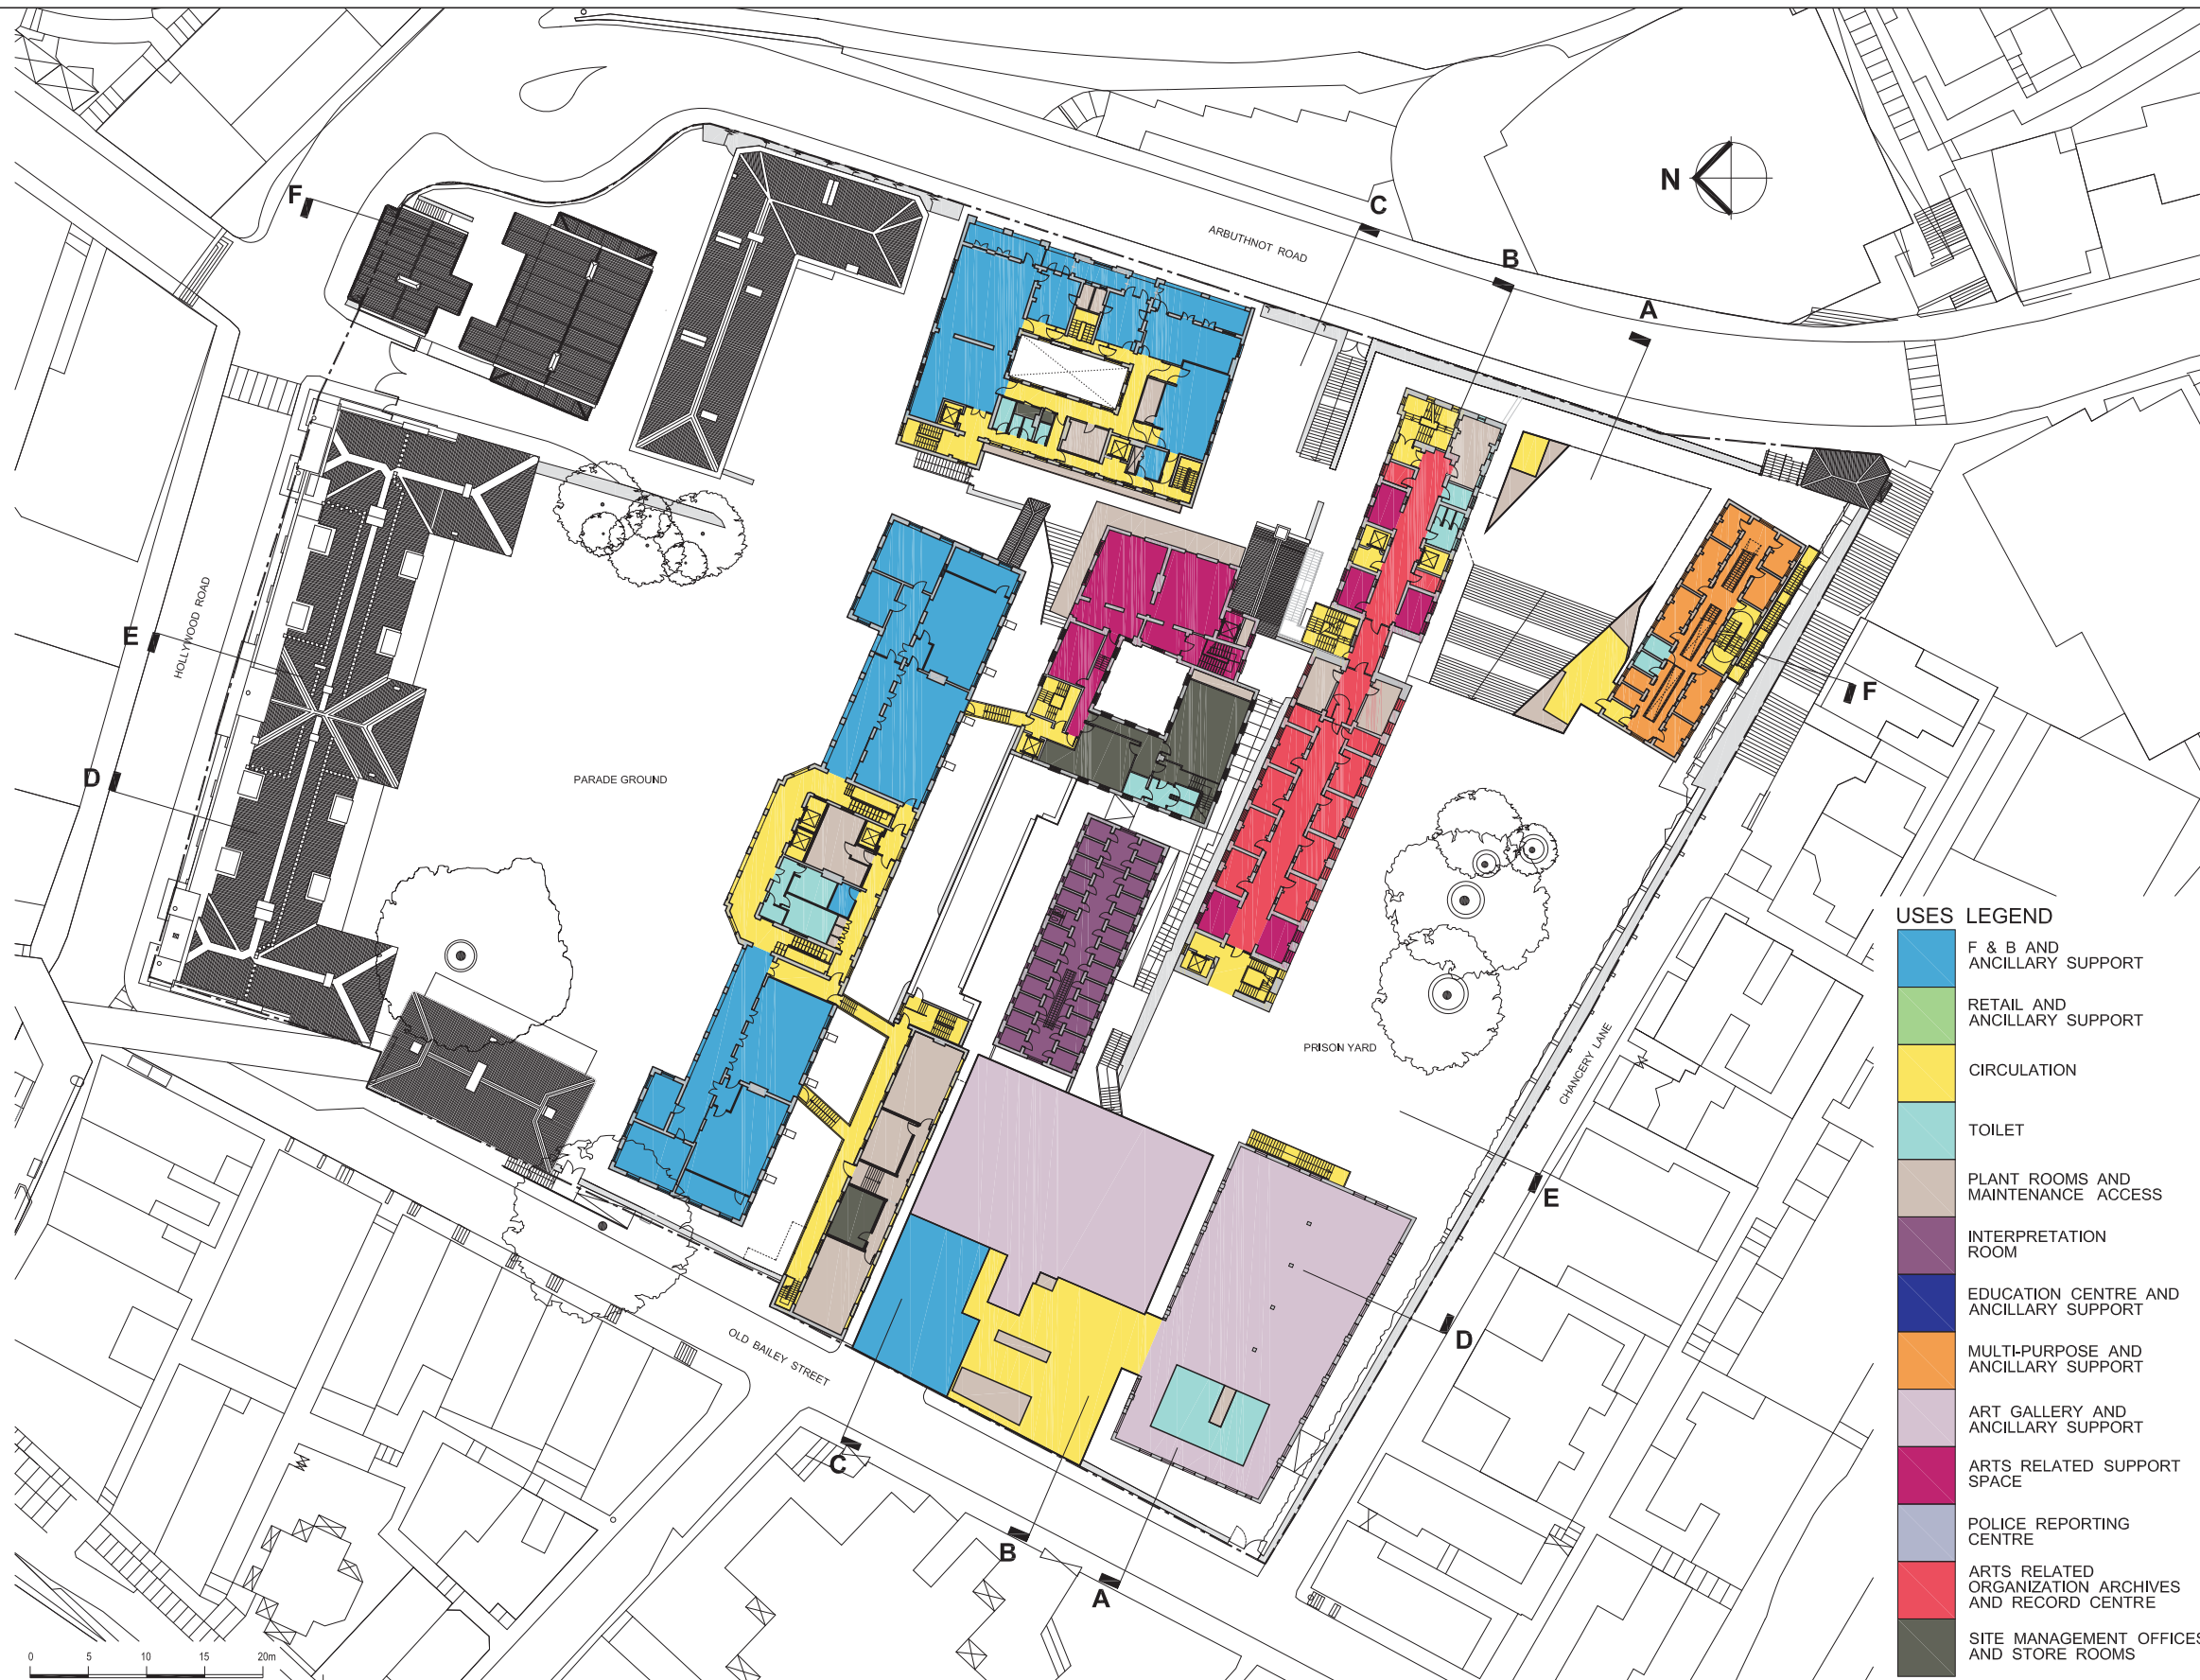 F
N
C
ARBUTHNOT ROAD
B
A
E
HOLLYWOOD ROAD
F
D
PARADE GROUND
PRISON YARD
CHANCERY LANE
E
D
OLD BAILEY STREET
C
B
A
0 5 10 15 20m
USES LEGEND
F & B AND
ANCILLARY SUPPORT
RETAIL AND
ANCILLARY SUPPORT
CIRCULATION
TOILET
PLANT ROOMS AND
MAINTENANCE ACCESS
INTERPRETATION
ROOM
EDUCATION CENTRE AND
ANCILLARY SUPPORT
MULTI-PURPOSE AND
ANCILLARY SUPPORT
ART GALLERY AND
ANCILLARY SUPPORT
ARTS RELATED SUPPORT
SPACE
POLICE REPORTING
CENTRE
ARTS RELATED
ORGANIZATION ARCHIVES
AND RECORD CENTRE
SITE MANAGEMENT OFFICES
AND STORE ROOMS